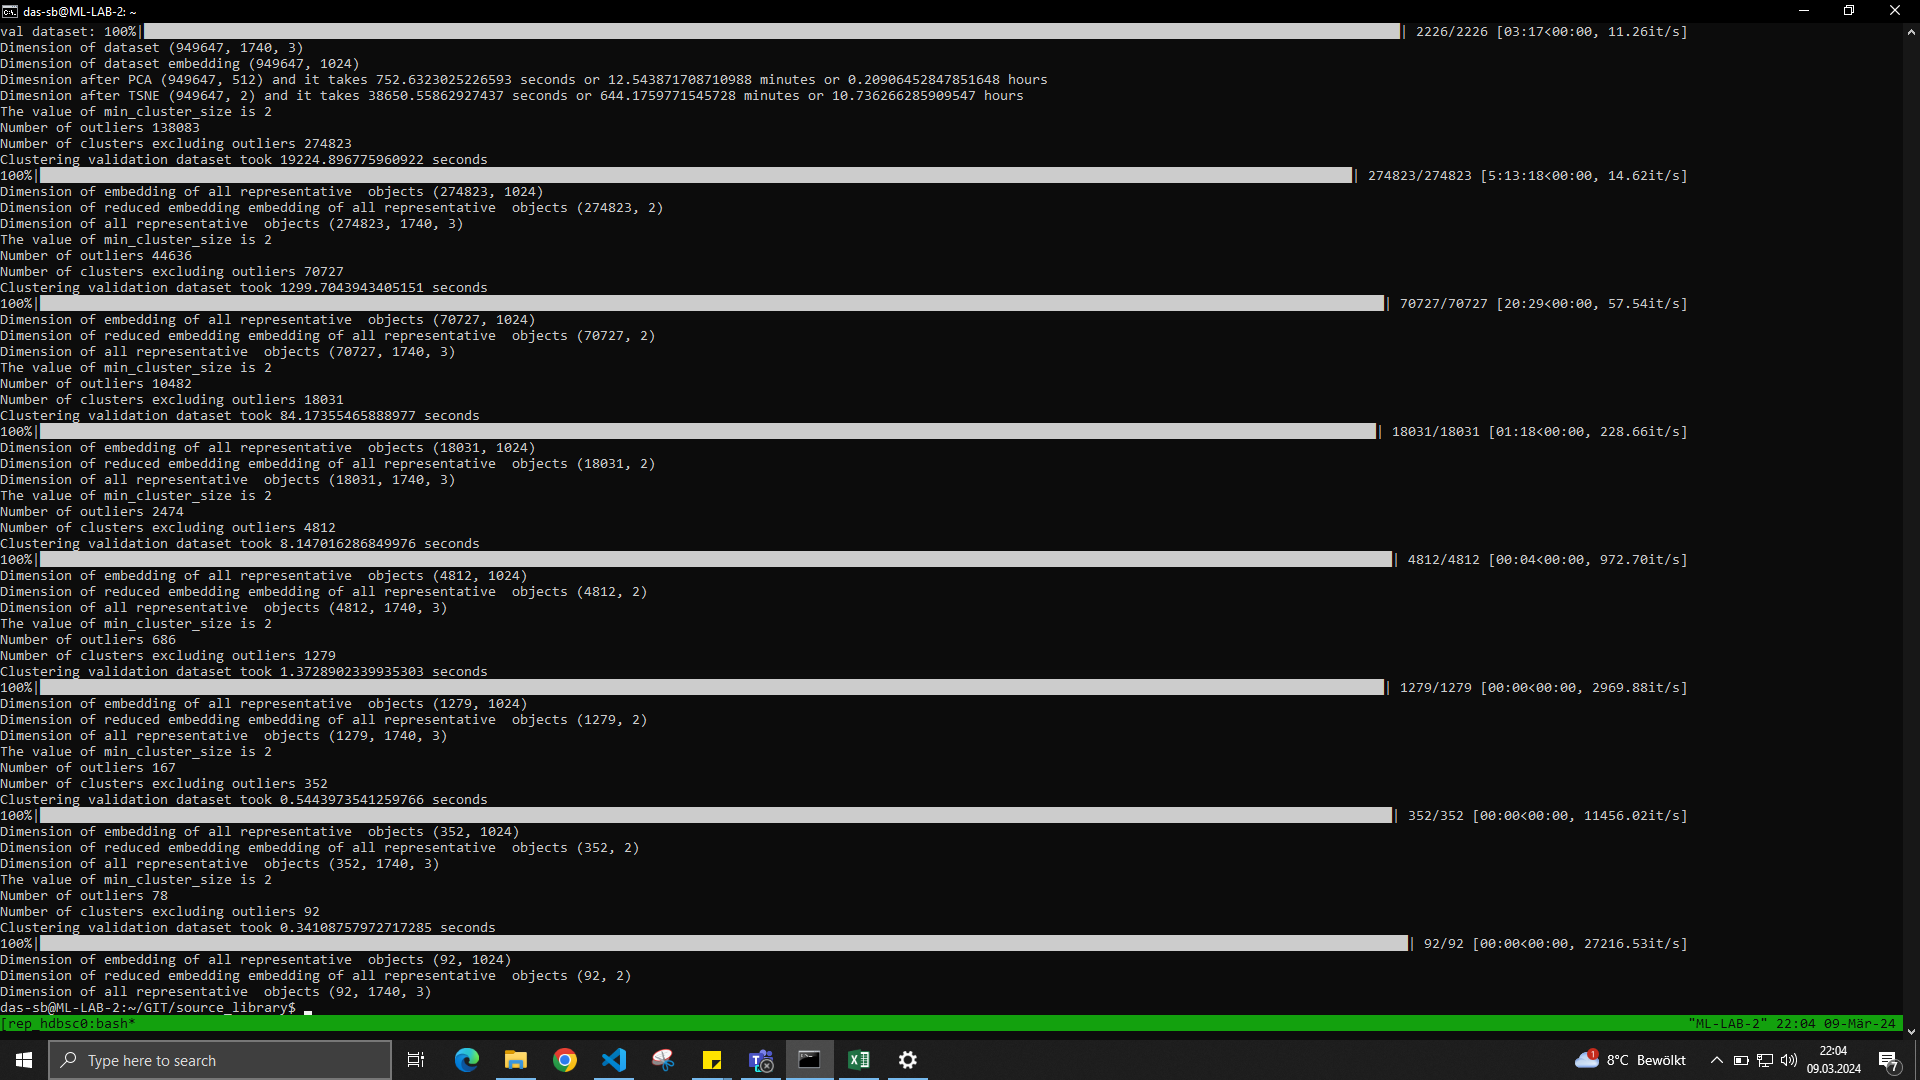 das-sb@ML-LAB-2: ~
val dataset: 100%| | 2226/2226 [03:17<00:00, 11.26it/s]
Dimension of dataset (949647, 1740, 3)
Dimension of dataset embedding (949647, 1024)
Dimesnion after PCA (949647, 512) and it takes 752.6323025226593 seconds or 12.543871708710988 minutes or 0.20906452847851648 hours
Dimesnion after TSNE (949647, 2) and it takes 38650.55862927437 seconds or 644.1759771545728 minutes or 10.736266285909547 hours
The value of min_cluster_size is 2
Number of outliers 138083
Number of clusters excluding outliers 274823
Clustering validation dataset took 19224.896775960922 seconds
100%| | 274823/274823 [5:13:18<00:00, 14.62it/s]
Dimension of embedding of all representative  objects (274823, 1024)
Dimension of reduced embedding embedding of all representative  objects (274823, 2)
Dimension of all representative  objects (274823, 1740, 3)
The value of min_cluster_size is 2
Number of outliers 44636
Number of clusters excluding outliers 70727
Clustering validation dataset took 1299.7043943405151 seconds
100%| | 70727/70727 [20:29<00:00, 57.54it/s]
Dimension of embedding of all representative  objects (70727, 1024)
Dimension of reduced embedding embedding of all representative  objects (70727, 2)
Dimension of all representative  objects (70727, 1740, 3)
The value of min_cluster_size is 2
Number of outliers 10482
Number of clusters excluding outliers 18031
Clustering validation dataset took 84.17355465888977 seconds
100%| | 18031/18031 [01:18<00:00, 228.66it/s]
Dimension of embedding of all representative  objects (18031, 1024)
Dimension of reduced embedding embedding of all representative  objects (18031, 2)
Dimension of all representative  objects (18031, 1740, 3)
The value of min_cluster_size is 2
Number of outliers 2474
Number of clusters excluding outliers 4812
Clustering validation dataset took 8.147016286849976 seconds
100%| | 4812/4812 [00:04<00:00, 972.70it/s]
Dimension of embedding of all representative  objects (4812, 1024)
Dimension of reduced embedding embedding of all representative  objects (4812, 2)
Dimension of all representative  objects (4812, 1740, 3)
The value of min_cluster_size is 2
Number of outliers 686
Number of clusters excluding outliers 1279
Clustering validation dataset took 1.3728902339935303 seconds
100%| | 1279/1279 [00:00<00:00, 2969.88it/s]
Dimension of embedding of all representative  objects (1279, 1024)
Dimension of reduced embedding embedding of all representative  objects (1279, 2)
Dimension of all representative  objects (1279, 1740, 3)
The value of min_cluster_size is 2
Number of outliers 167
Number of clusters excluding outliers 352
Clustering validation dataset took 0.5443973541259766 seconds
100%| | 352/352 [00:00<00:00, 11456.02it/s]
Dimension of embedding of all representative  objects (352, 1024)
Dimension of reduced embedding embedding of all representative  objects (352, 2)
Dimension of all representative  objects (352, 1740, 3)
The value of min_cluster_size is 2
Number of outliers 78
Number of clusters excluding outliers 92
Clustering validation dataset took 0.34108757972717285 seconds
100%| | 92/92 [00:00<00:00, 27216.53it/s]
Dimension of embedding of all representative  objects (92, 1024)
Dimension of reduced embedding embedding of all representative  objects (92, 2)
Dimension of all representative  objects (92, 1740, 3)
das-sb@ML-LAB-2:~/GIT/source_library$
[rep_hdbsc0:bash* "ML-LAB-2" 22:04 09-Mär-24
Type here to search
1 8°C Bewölkt
22:04
09.03.2024
7